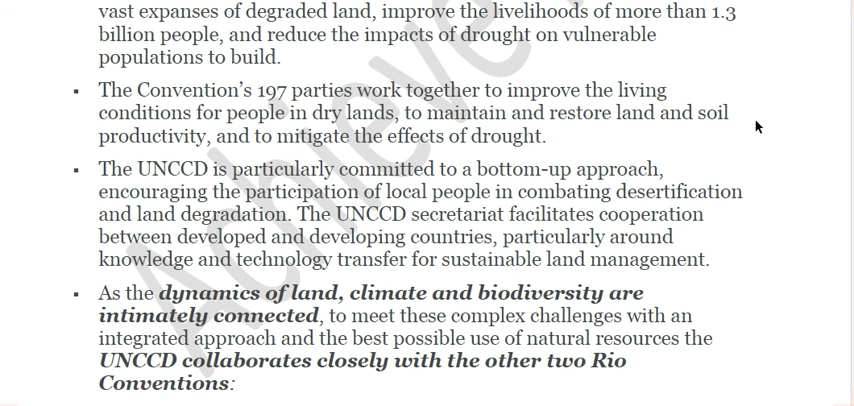 vast expanses of degraded land, improve the livelihoods of more than 1.3
billion people, and reduce the impacts of drought on vulnerable
populations to build.
▪ The Convention’s 197 parties work together to improve the living
conditions for people in dry lands, to maintain and restore land and soil
productivity, and to mitigate the effects of drought.
▪ The UNCCD is particularly committed to a bottom-up approach,
encouraging the participation of local people in combating desertification
and land degradation. The UNCCD secretariat facilitates cooperation
between developed and developing countries, particularly around
knowledge and technology transfer for sustainable land management.
▪ As the dynamics of land, climate and biodiversity are
intimately connected, to meet these complex challenges with an
integrated approach and the best possible use of natural resources the
UNCCD collaborates closely with the other two Rio
Conventions: